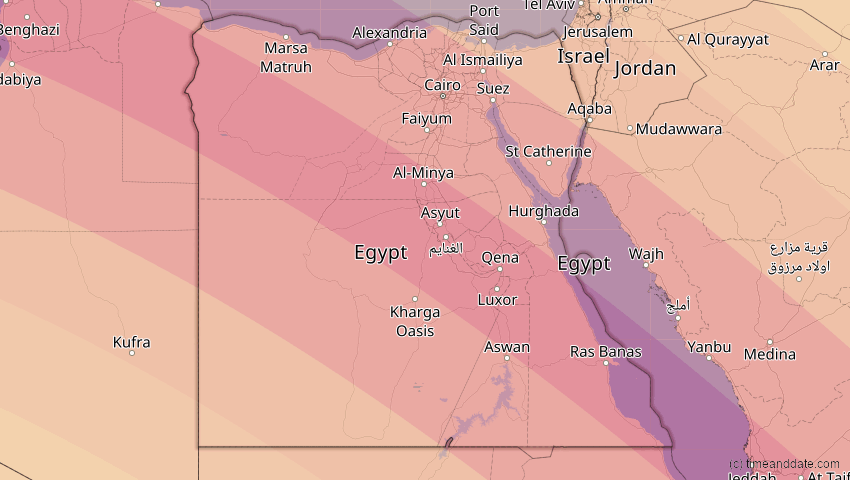 Port
Said
Tel Aviv
Amman
Benghazi
Alexandria
Jerusalem
Marsa
Matruh
Al Qurayyat
Al Ismailiya
Israel
Jordan
Arar
dabiya
Cairo
Suez
Aqaba
Faiyum
Mudawwara
St Catherine
Al-Minya
Asyut
Hurghada
الغنايم
Egypt
Qena
Egypt
Wajh
قرية مزارع
اولاد مرزوق
Luxor
أملج
Kharga
Oasis
Kufra
Aswan
Ras Banas
Yanbu
Medina
(c) timeanddate.com
Jeddah
At Taif